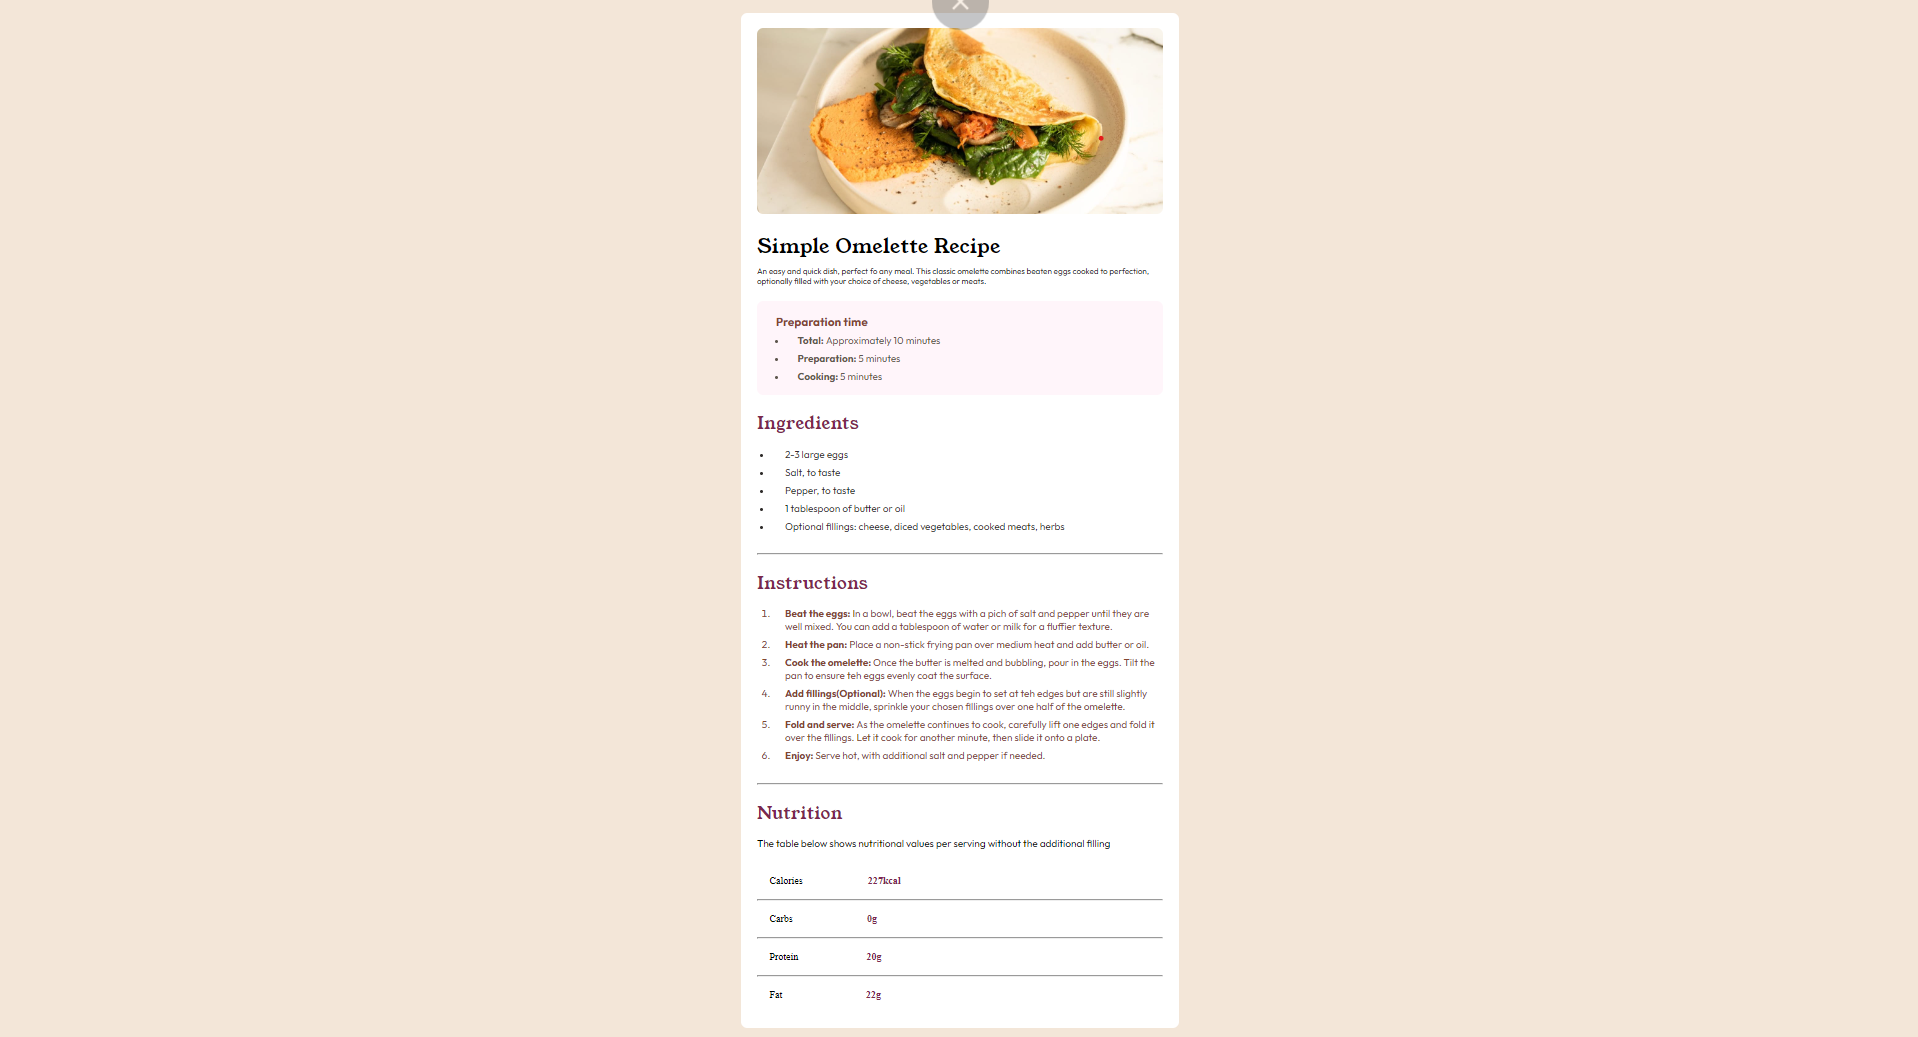 Simple Omelette Recipe
An easy and quick dish, perfect fo any meal. This classic omelette combines beaten eggs cooked to perfection,
optionally filled with your choice of cheese, vegetables or meats.
Preparation time
• Total: Approximately 10 minutes
• Preparation: 5 minutes
• Cooking: 5 minutes
Ingredients
• 2-3 large eggs
• Salt, to taste
• Pepper, to taste
• 1 tablespoon of butter or oil
• Optional fillings: cheese, diced vegetables, cooked meats, herbs
Instructions
1. Beat the eggs: In a bowl, beat the eggs with a pich of salt and pepper until they are
well mixed. You can add a tablespoon of water or milk for a fluffier texture.
2. Heat the pan: Place a non-stick frying pan over medium heat and add butter or oil.
3. Cook the omelette: Once the butter is melted and bubbling, pour in the eggs. Tilt the
pan to ensure teh eggs evenly coat the surface.
4. Add fillings(Optional): When the eggs begin to set at teh edges but are still slightly
runny in the middle, sprinkle your chosen fillings over one half of the omelette.
5. Fold and serve: As the omelette continues to cook, carefully lift one edges and fold it
over the fillings. Let it cook for another minute, then slide it onto a plate.
6. Enjoy: Serve hot, with additional salt and pepper if needed.
Nutrition
The table below shows nutritional values per serving without the additional filling
Calories 227kcal
Carbs 0g
Protein 20g
Fat 22g